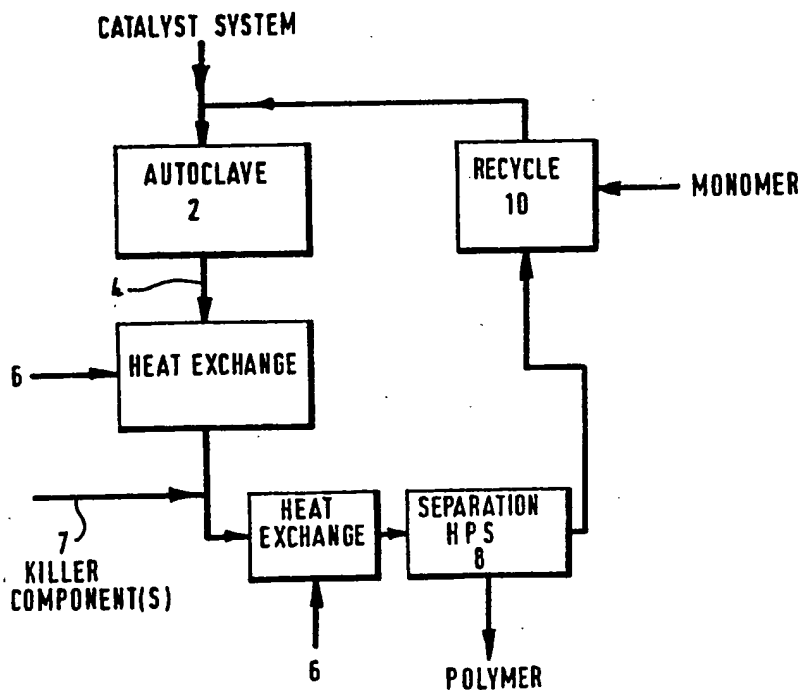 CATALYST SYSTEM
AUTOCLAVE
2
RECYCLE
10
MONOMER
4
HEAT EXCHANGE
6
7
KILLER
COMPONENT(S)
HEAT
EXCHANGE
6
SEPARATION
HPS
8
POLYMER